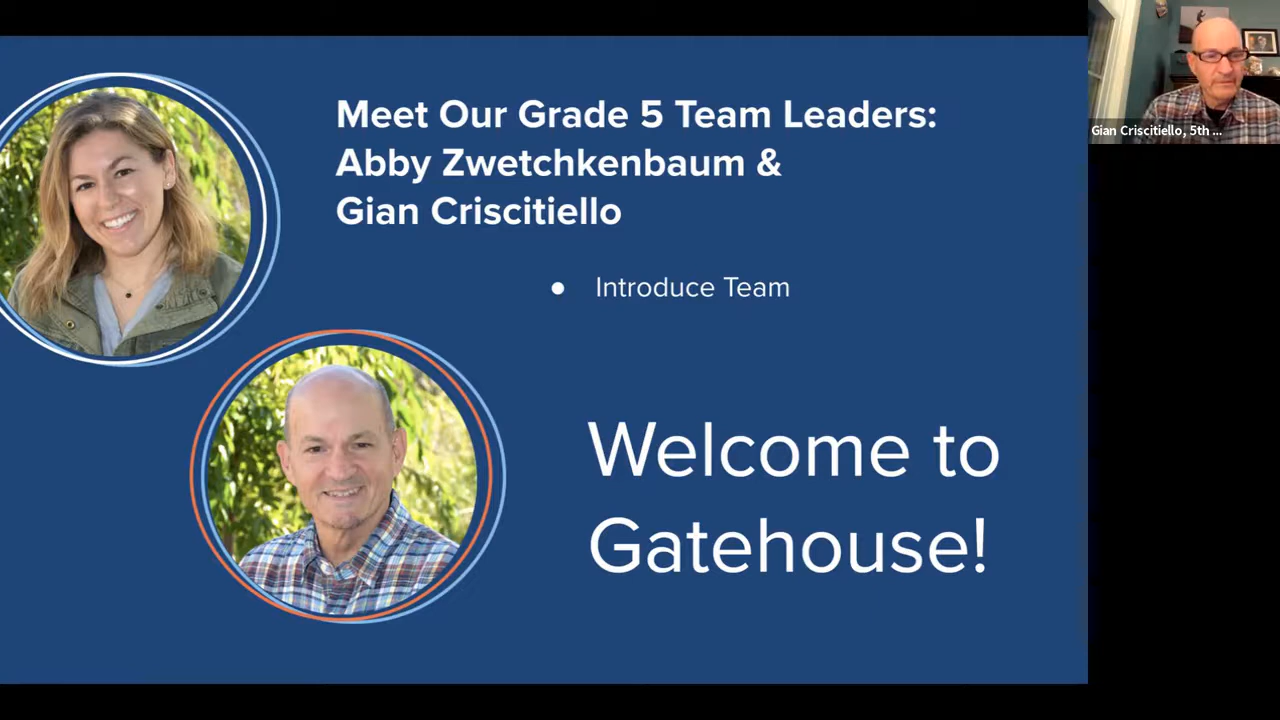 Meet Our Grade 5 Team Leaders:
Abby Zwetchkenbaum &
Gian Criscitiello
● Introduce Team
Welcome to
Gatehouse!
Gian Criscitiello, 5th ...